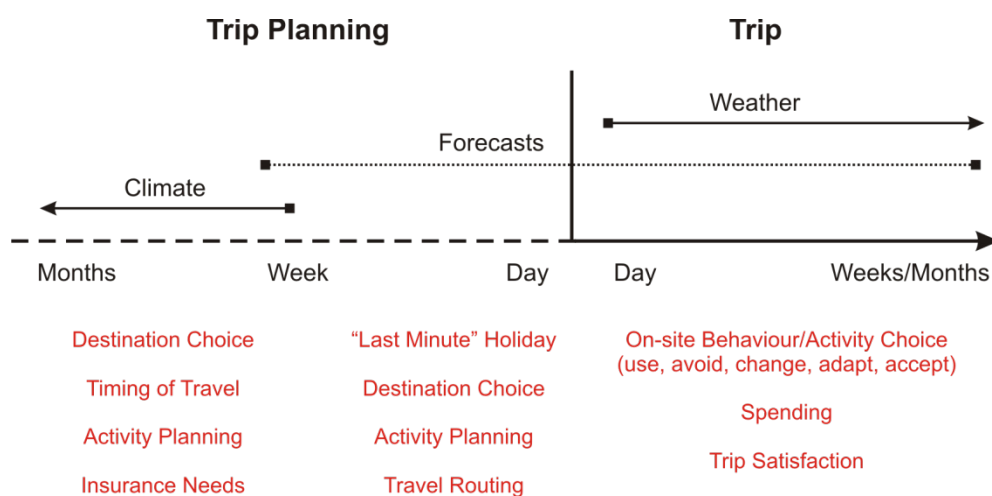 Trip Planning
Trip
Weather
Forecasts
Climate
Months
Week
Day
Day
Weeks/Months
Destination Choice
Timing of Travel
Activity Planning
Insurance Needs
“Last Minute” Holiday
Destination Choice
Activity Planning
Travel Routing
On-site Behaviour/Activity Choice
(use, avoid, change, adapt, accept)
Spending
Trip Satisfaction